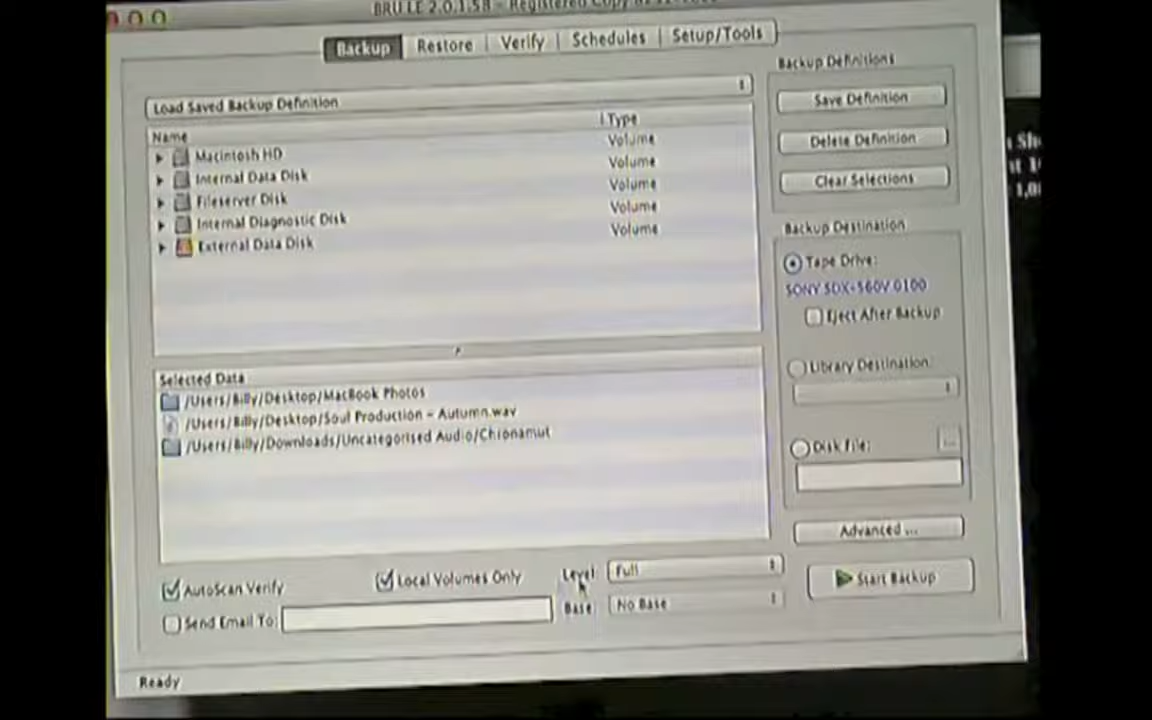 BRU LE 2.0.1.58 - Registered Copy
Backup Restore Verify Schedules Setup/Tools
Load Saved Backup Definition
Name Type
Macintosh HD Volume
Internal Data Disk Volume
Fileserver Disk Volume
Internal Diagnostic Disk Volume
External Data Disk Volume
Selected Data
/Users/Billy/Desktop/MacBook Photos
/Users/Billy/Desktop/Soul Production - Autumn.wav
/Users/Billy/Downloads/Uncategorised Audio/Chronamut
AutoScan Verify
Local Volumes Only
Level: Full
Send Email To:
Base: No Base
Ready
Backup Definitions
Save Definition
Delete Definition
Clear Selections
Backup Destination
Tape Drive:
SONY SDX-560V 0100
Eject After Backup
Library Destination:
Disk File:
...
Advanced ...
Start Backup